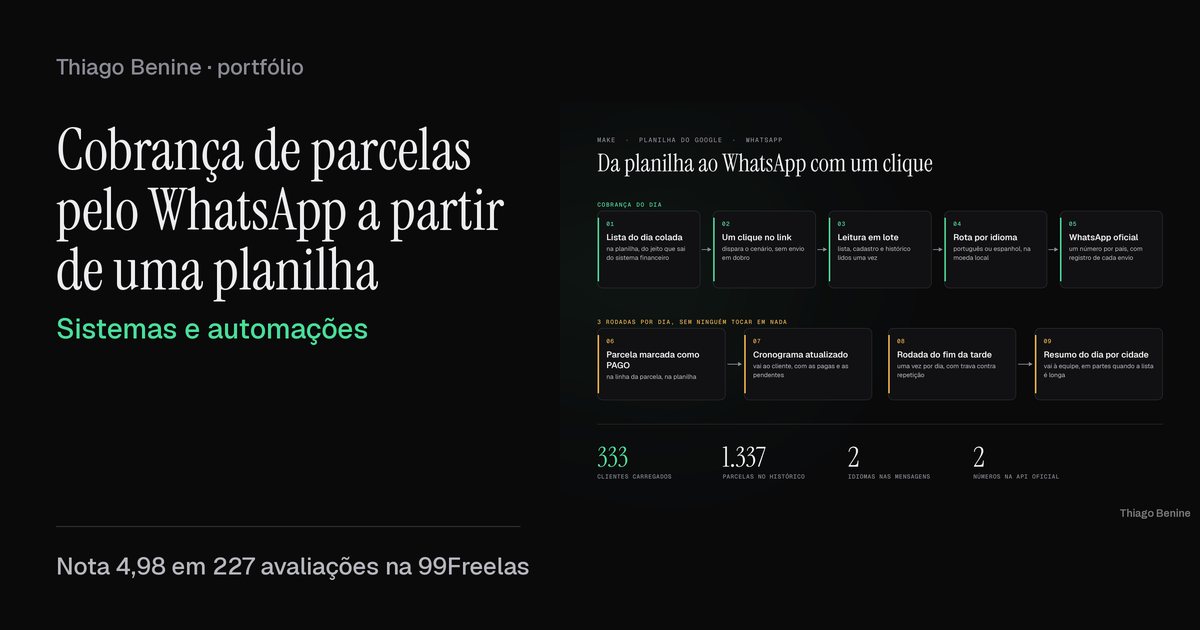 Thiago Benine · portfólio
Cobrança de parcelas
pelo WhatsApp a partir
de uma planilha
Sistemas e automações
Nota 4,98 em 227 avaliações na 99Freelas
MAKE · PLANILHA DO GOOGLE · WHATSAPP
Da planilha ao WhatsApp com um clique
COBRANÇA DO DIA
01
Lista do dia colada
na planilha, do jeito que sai
do sistema financeiro
02
Um clique no link
dispara o cenário, sem envio
em dobro
03
Leitura em lote
lista, cadastro e histórico
lidos uma vez
04
Rota por idioma
português ou espanhol, na
moeda local
05
WhatsApp oficial
um número por país, com
registro de cada envio
3 RODADAS POR DIA, SEM NINGUÉM TOCAR EM NADA
06
Parcela marcada como
PAGO
na linha da parcela, na planilha
07
Cronograma atualizado
vai ao cliente, com as pagas e as
pendentes
08
Rodada do fim da tarde
uma vez por dia, com trava contra
repetição
09
Resumo do dia por cidade
vai à equipe, em partes quando a lista
é longa
333
CLIENTES CARREGADOS
1.337
PARCELAS NO HISTÓRICO
2
IDIOMAS NAS MENSAGENS
2
NÚMEROS NA API OFICIAL
Thiago Benine